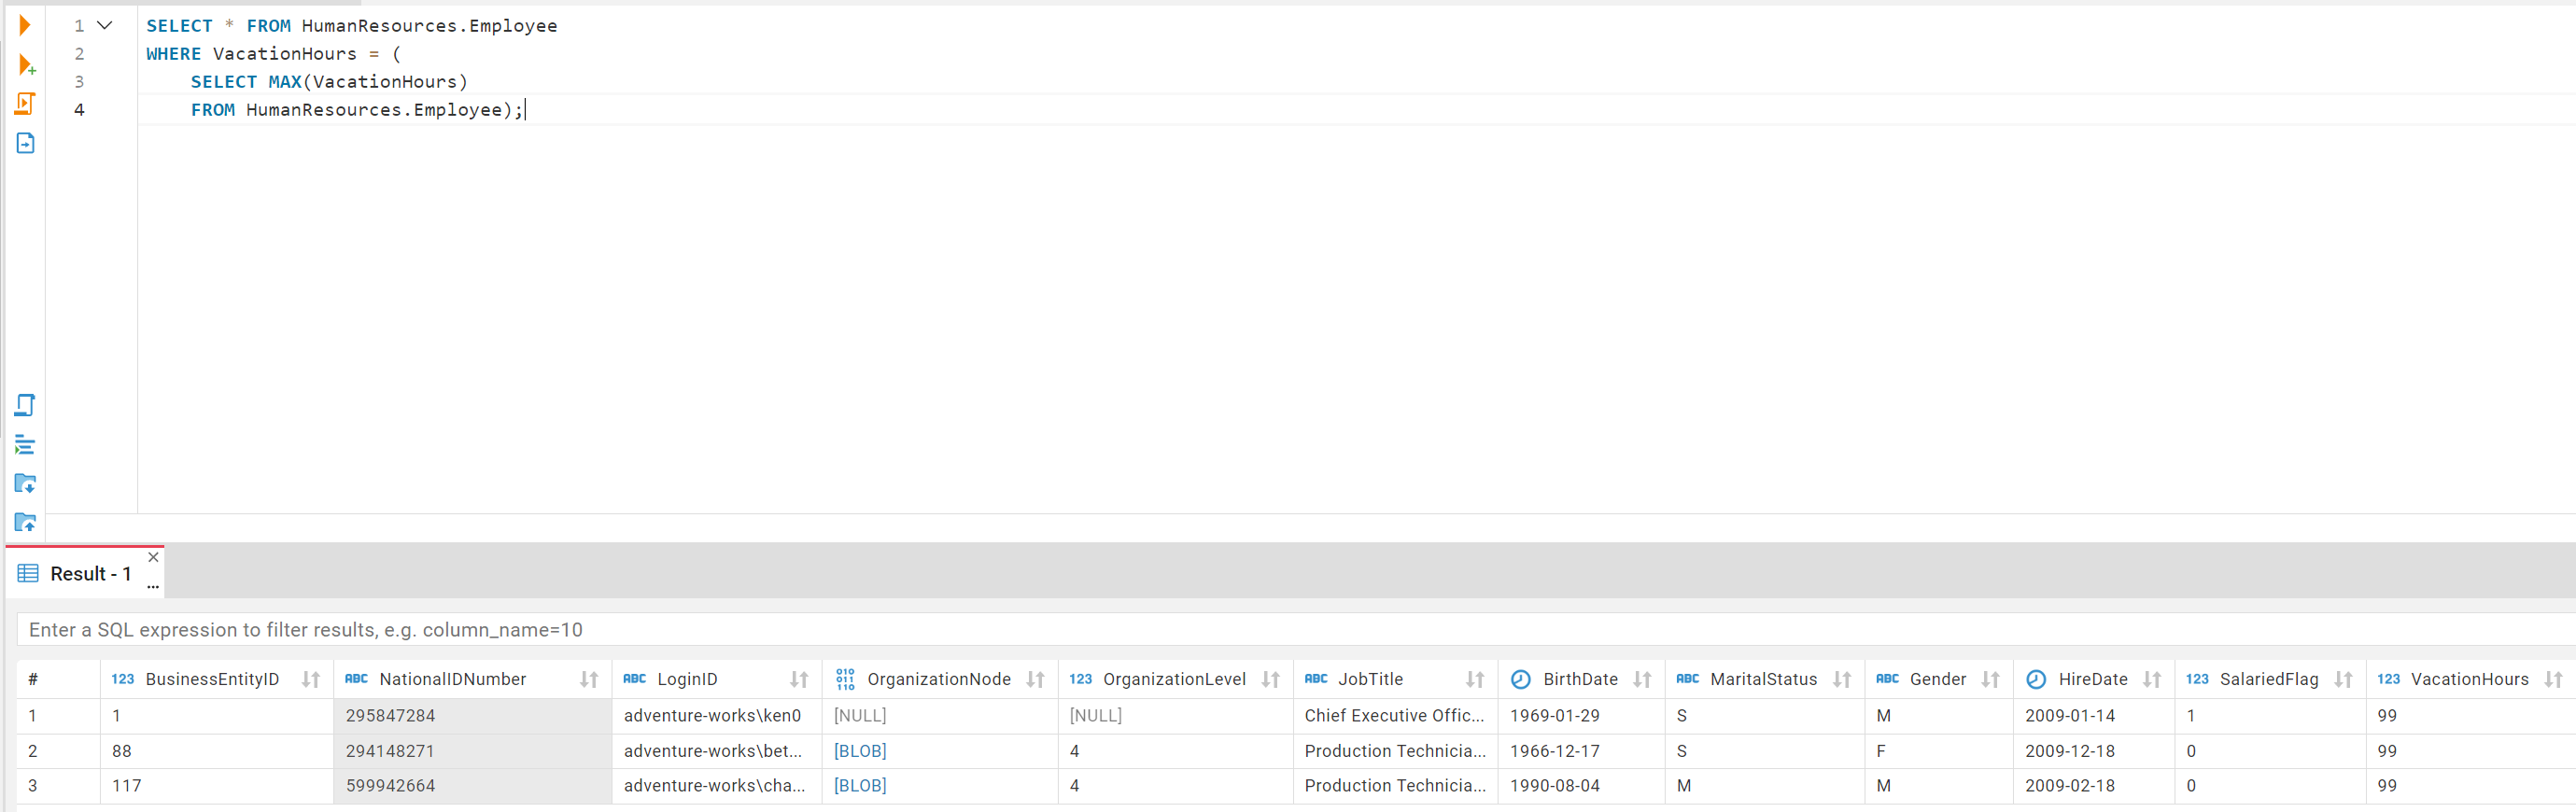 1 SELECT * FROM HumanResources.Employee
2 WHERE VacationHours = (
3 SELECT MAX(VacationHours)
4 FROM HumanResources.Employee);
Result - 1
Enter a SQL expression to filter results, e.g. column_name=10
# 123 BusinessEntityID ABC NationalIDNumber ABC LoginID 010 011 110 OrganizationNode 123 OrganizationLevel ABC JobTitle BirthDate ABC MaritalStatus ABC Gender HireDate 123 SalariedFlag 123 VacationHours
1 1 295847284 adventure-works\ken0 [NULL] [NULL] Chief Executive Offic... 1969-01-29 S M 2009-01-14 1 99
2 88 294148271 adventure-works\bet... [BLOB] 4 Production Technicia... 1966-12-17 S F 2009-12-18 0 99
3 117 599942664 adventure-works\cha... [BLOB] 4 Production Technicia... 1990-08-04 M M 2009-02-18 0 99